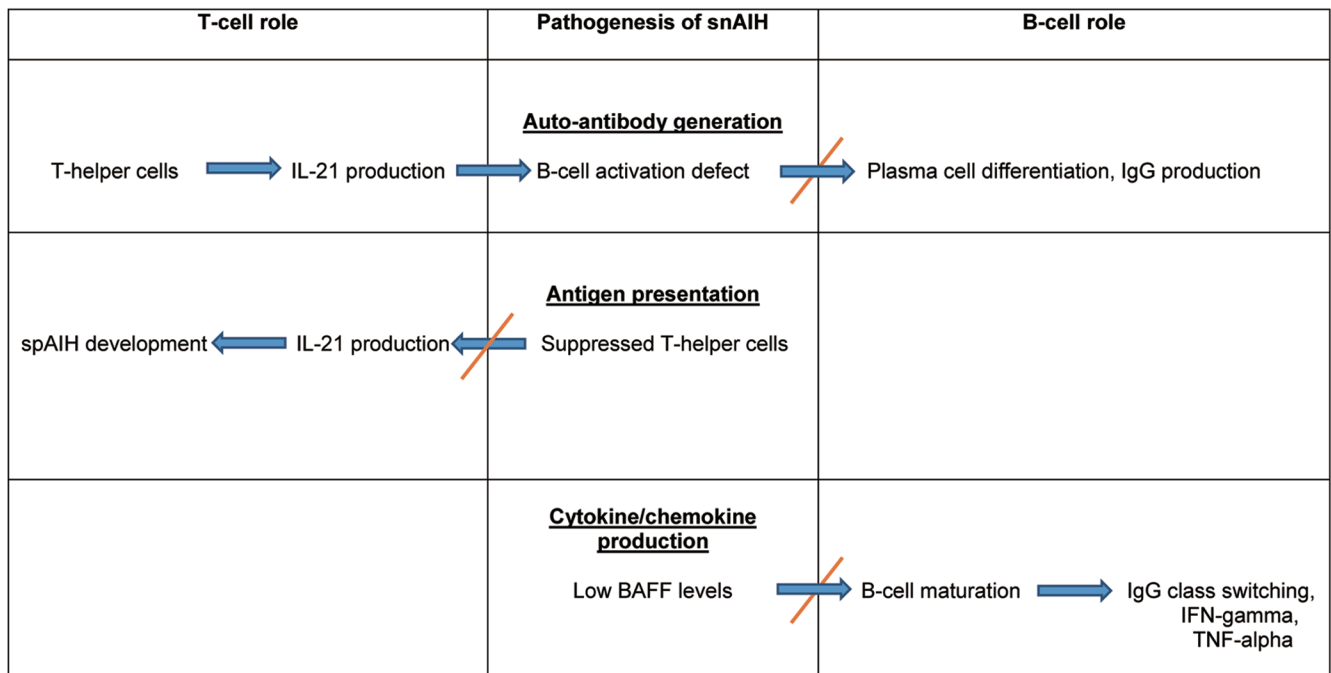 T-cell role
Pathogenesis of snAIH
B-cell role
Auto-antibody generation
T-helper cells
IL-21 production
B-cell activation defect
Plasma cell differentiation, IgG production
Antigen presentation
spAIH development
IL-21 production
Suppressed T-helper cells
Cytokine/chemokine
production
Low BAFF levels
B-cell maturation
IgG class switching,
IFN-gamma,
TNF-alpha